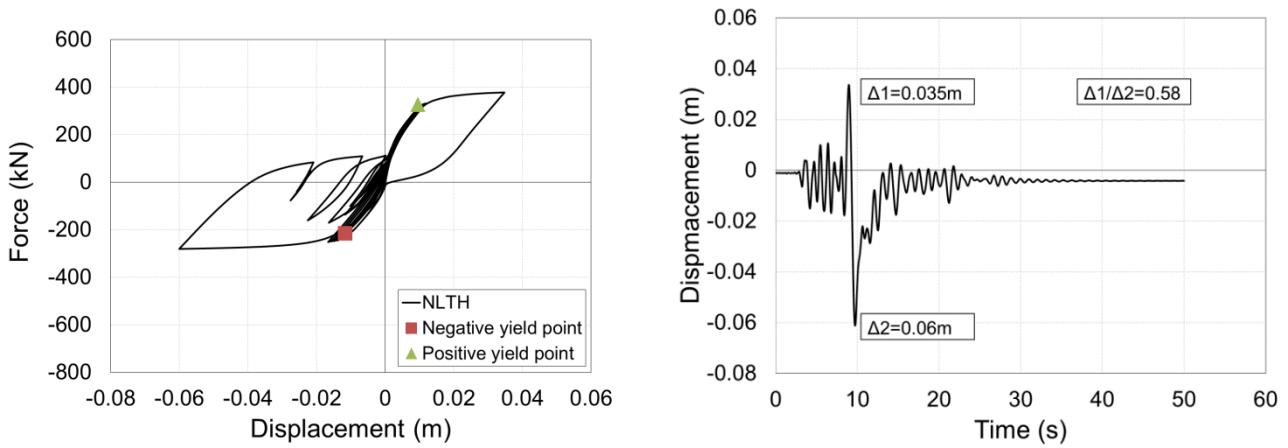 600
400
200
0
-200
-400
-600
-800
Force (kN)
NLTH
Negative yield point
Positive yield point
-0.08 -0.06 -0.04 -0.02 0 0.02 0.04 0.06
Displacement (m)
0.06
0.04
0.02
0
-0.02
-0.04
-0.06
-0.08
Dispmacement (m)
Δ1=0.035m
Δ1/Δ2=0.58
Δ2=0.06m
0 10 20 30 40 50 60
Time (s)